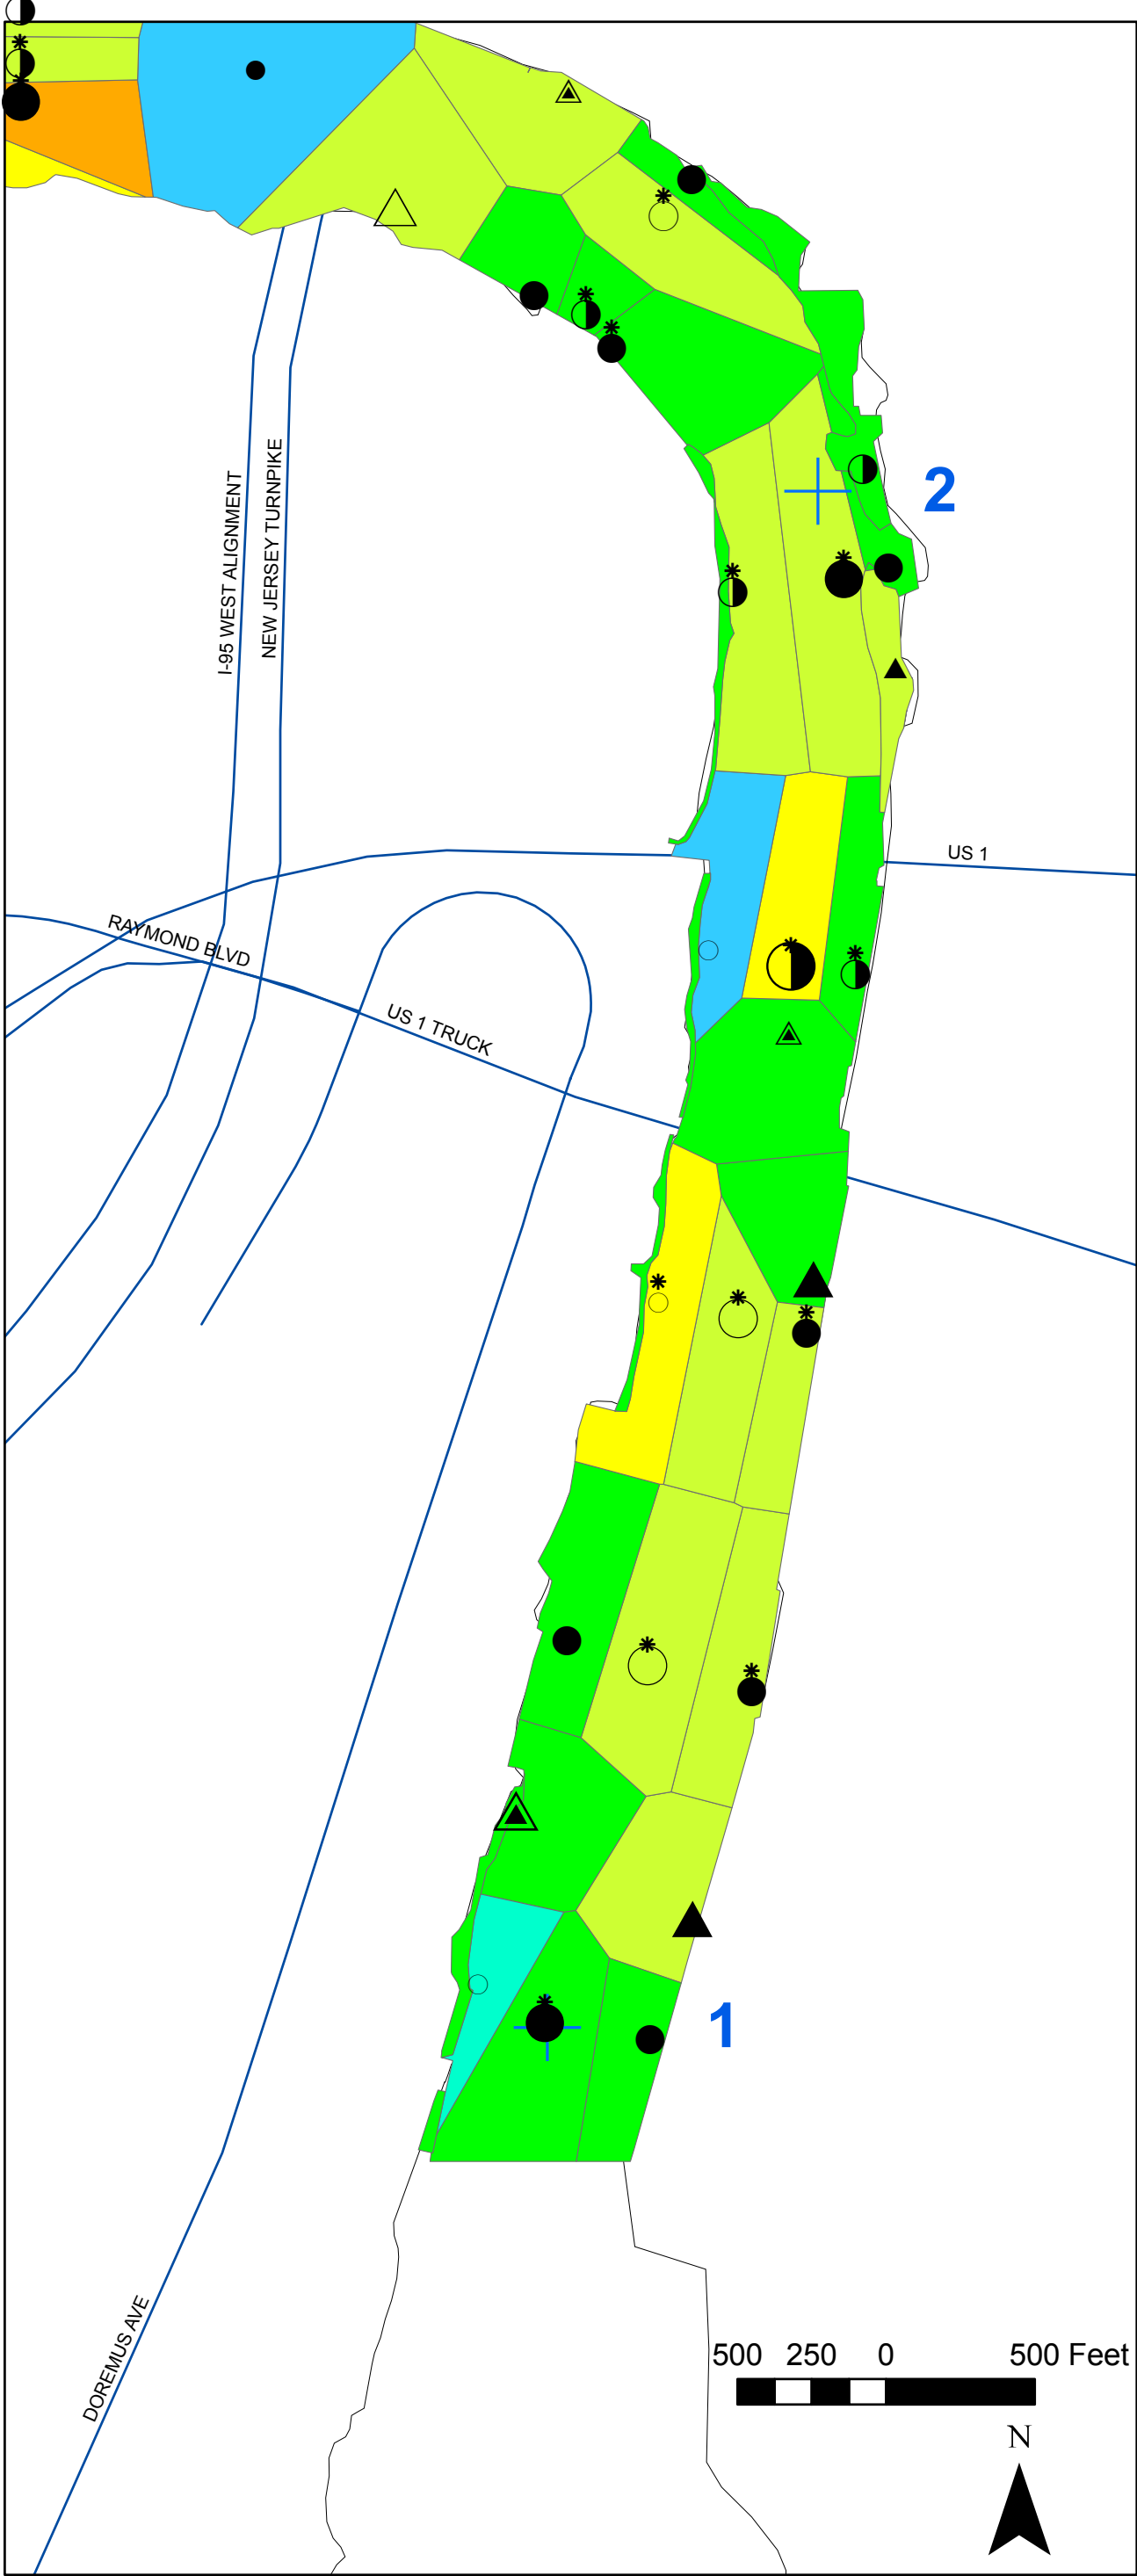 2
I-95 WEST ALIGNMENT
NEW JERSEY TURNPIKE
US 1
RAYMOND BLVD
US 1 TRUCK
1
DOREMUS AVE
500 250 0 500 Feet
N